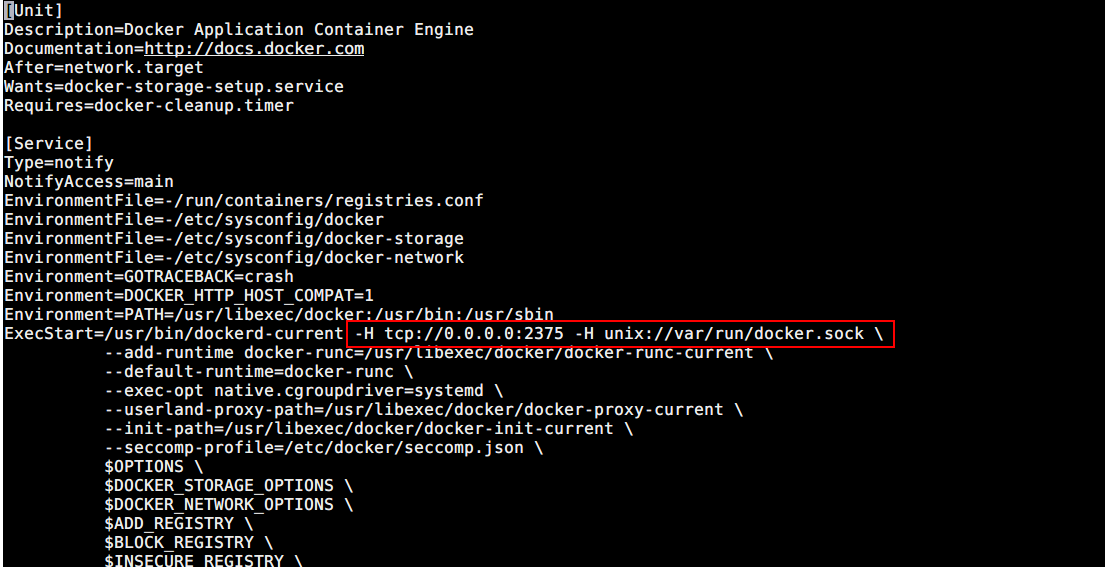 [Unit]
Description=Docker Application Container Engine
Documentation=http://docs.docker.com
After=network.target
Wants=docker-storage-setup.service
Requires=docker-cleanup.timer

[Service]
Type=notify
NotifyAccess=main
EnvironmentFile=-/run/containers/registries.conf
EnvironmentFile=-/etc/sysconfig/docker
EnvironmentFile=-/etc/sysconfig/docker-storage
EnvironmentFile=-/etc/sysconfig/docker-network
Environment=GOTRACEBACK=crash
Environment=DOCKER_HTTP_HOST_COMPAT=1
Environment=PATH=/usr/libexec/docker:/usr/bin:/usr/sbin
ExecStart=/usr/bin/dockerd-current -H tcp://0.0.0.0:2375 -H unix://var/run/docker.sock \
          --add-runtime docker-runc=/usr/libexec/docker/docker-runc-current \
          --default-runtime=docker-runc \
          --exec-opt native.cgroupdriver=systemd \
          --userland-proxy-path=/usr/libexec/docker/docker-proxy-current \
          --init-path=/usr/libexec/docker/docker-init-current \
          --seccomp-profile=/etc/docker/seccomp.json \
          $OPTIONS \
          $DOCKER_STORAGE_OPTIONS \
          $DOCKER_NETWORK_OPTIONS \
          $ADD_REGISTRY \
          $BLOCK_REGISTRY \
          $INSECURE_REGISTRY \